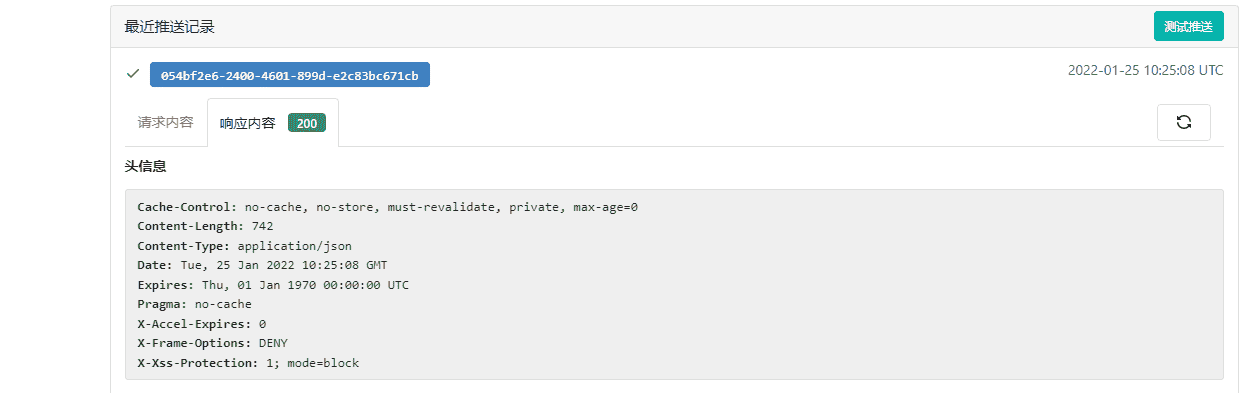 最近推送记录
测试推送
054bf2e6-2400-4601-899d-e2c83bc671cb
2022-01-25 10:25:08 UTC
请求内容
响应内容 200
头信息
Cache-Control: no-cache, no-store, must-revalidate, private, max-age=0
Content-Length: 742
Content-Type: application/json
Date: Tue, 25 Jan 2022 10:25:08 GMT
Expires: Thu, 01 Jan 1970 00:00:00 UTC
Pragma: no-cache
X-Accel-Expires: 0
X-Frame-Options: DENY
X-Xss-Protection: 1; mode=block